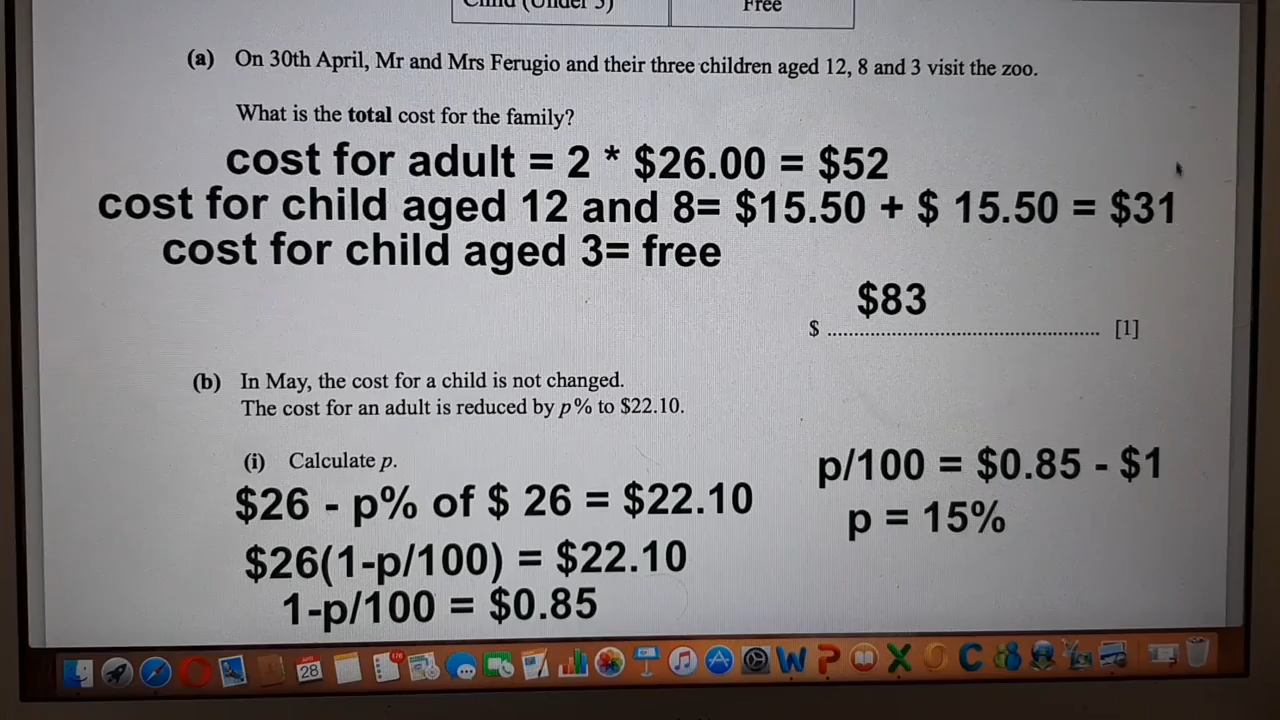 Child (Under 5)
Free
(a) On 30th April, Mr and Mrs Ferugio and their three children aged 12, 8 and 3 visit the zoo.
What is the total cost for the family?
cost for adult = 2 * $26.00 = $52
cost for child aged 12 and 8= $15.50 + $ 15.50 = $31
cost for child aged 3= free
$83
$ .................................................. [1]
(b) In May, the cost for a child is not changed.
The cost for an adult is reduced by p% to $22.10.
(i) Calculate p.
$26 - p% of $ 26 = $22.10
$26(1-p/100) = $22.10
1-p/100 = $0.85
p/100 = $0.85 - $1
p = 15%
28
W
P
X
C